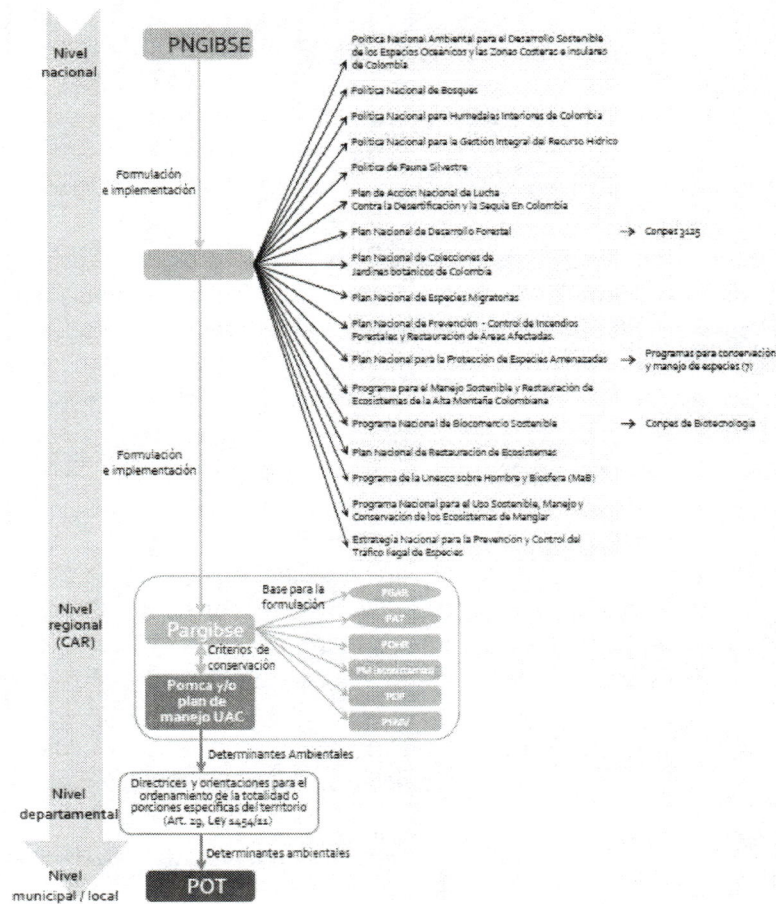 Nivel
nacional
PNGIBSE
Formulación
e implementación
Política Nacional Ambiental para el Desarrollo Sostenible
de los Espacios Oceánicos y las Zonas Costeras e insulares
de Colombia
Política Nacional de Bosques
Política Nacional para Humedales Interiores de Colombia
Política Nacional para la Gestión Integral del Recurso Hídrico
Política de Fauna Silvestre
Plan de Acción Nacional de Lucha
Contra la Desertificación y la Sequía En Colombia
Plan Nacional de Desarrollo Forestal
Conpes 3125
Plan Nacional de Colecciones de
Jardines botánicos de Colombia
Plan Nacional de Especies Migratorias
Plan Nacional de Prevención - Control de Incendios
Forestales y Restauración de Áreas Afectadas.
Plan Nacional para la Protección de Especies Amenazadas
Programas para conservación
y manejo de especies (7)
Programa para el Manejo Sostenible y Restauración de
Ecosistemas de la Alta Montaña Colombiana
Programa Nacional de Biocomercio Sostenible
Conpes de Biotecnología
Plan Nacional de Restauración de Ecosistemas
Programa de la Unesco sobre Hombre y Biosfera (MaB)
Programa Nacional para el Uso Sostenible, Manejo y
Conservación de los Ecosistemas de Manglar
Estrategia Nacional para la Prevención y Control del
Tráfico Ilegal de Especies
Formulación
e implementación
Nivel
regional
(CAR)
Base para la
formulación
Pargibse
Criterios de
conservación
Pomca y/o
plan de
manejo UAC
PGAR
PAT
Determinantes Ambientales
Nivel
departamental
Directrices y orientaciones para el
ordenamiento de la totalidad o
porciones específicas del territorio
(Art. 29, Ley 1454/11)
Determinantes ambientales
Nivel
municipal / local
POT